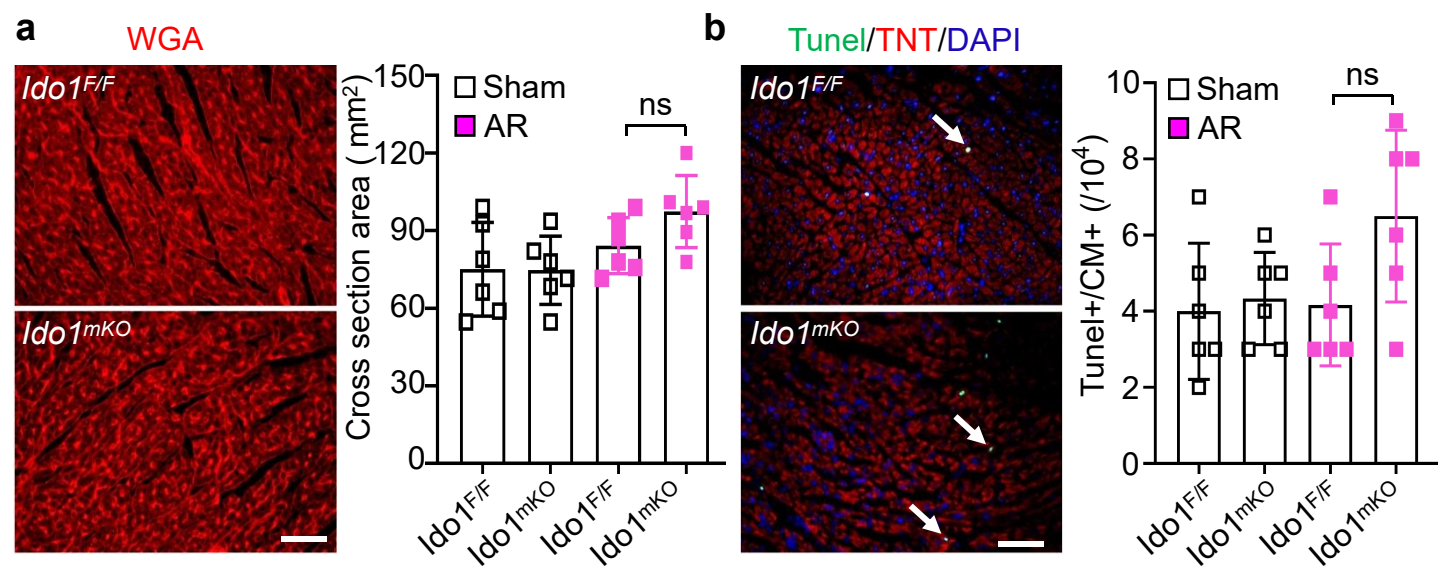 a
WGA
Ido1F/F
Ido1mKO
Cross section area ( mm²)
150
120
90
60
30
0
Sham
AR
ns
Ido1F/F
Ido1mKO
Ido1F/F
Ido1mKO
b
Tunel/TNT/DAPI
Ido1F/F
Ido1mKO
Tunel+/CM+ (/10⁴)
10
8
6
4
2
0
Sham
AR
ns
Ido1F/F
Ido1mKO
Ido1F/F
Ido1mKO